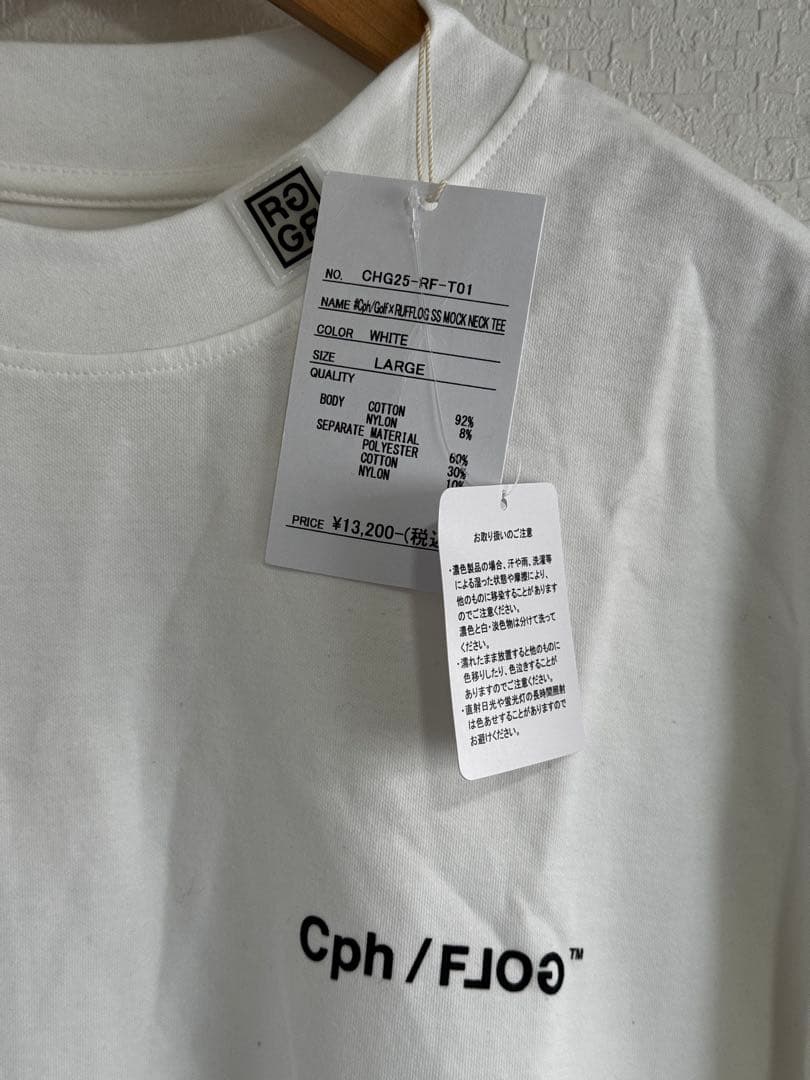 RG
GB
NO. CHG25-RF-T01
NAME #Cph/Golf×RUFFLOG SS MOCK NECK TEE
COLOR WHITE
SIZE LARGE
QUALITY
BODY COTTON 92%
NYLON 8%
SEPARATE MATERIAL
POLYESTER 60%
COTTON 30%
NYLON 10%
PRICE ¥13,200-(税込
お取り扱いのご注意
・濃色製品の場合、汗や雨、洗濯等
による湿った状態や摩擦により、
他のものに移染することがあります
のでご注意ください。
濃色と白・淡色物は分けて洗って
ください。
・濡れたまま放置すると他のものに
色移りしたり、色泣きすることが
ありますのでご注意ください。
・直射日光や蛍光灯の長時間照射
は色あせすることがありますので
お避けください。
Cph / FLOG™